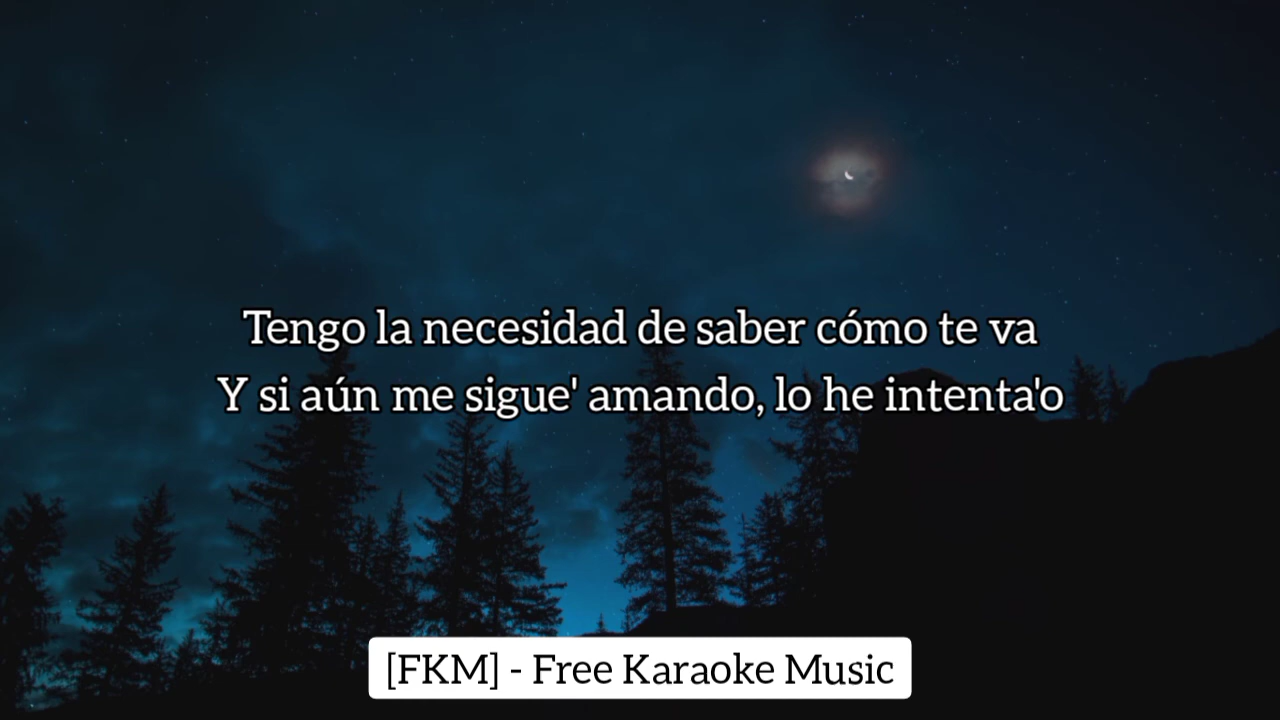 Tengo la necesidad de saber cómo te va
Y si aún me sigue' amando, lo he intenta'o
[FKM] - Free Karaoke Music